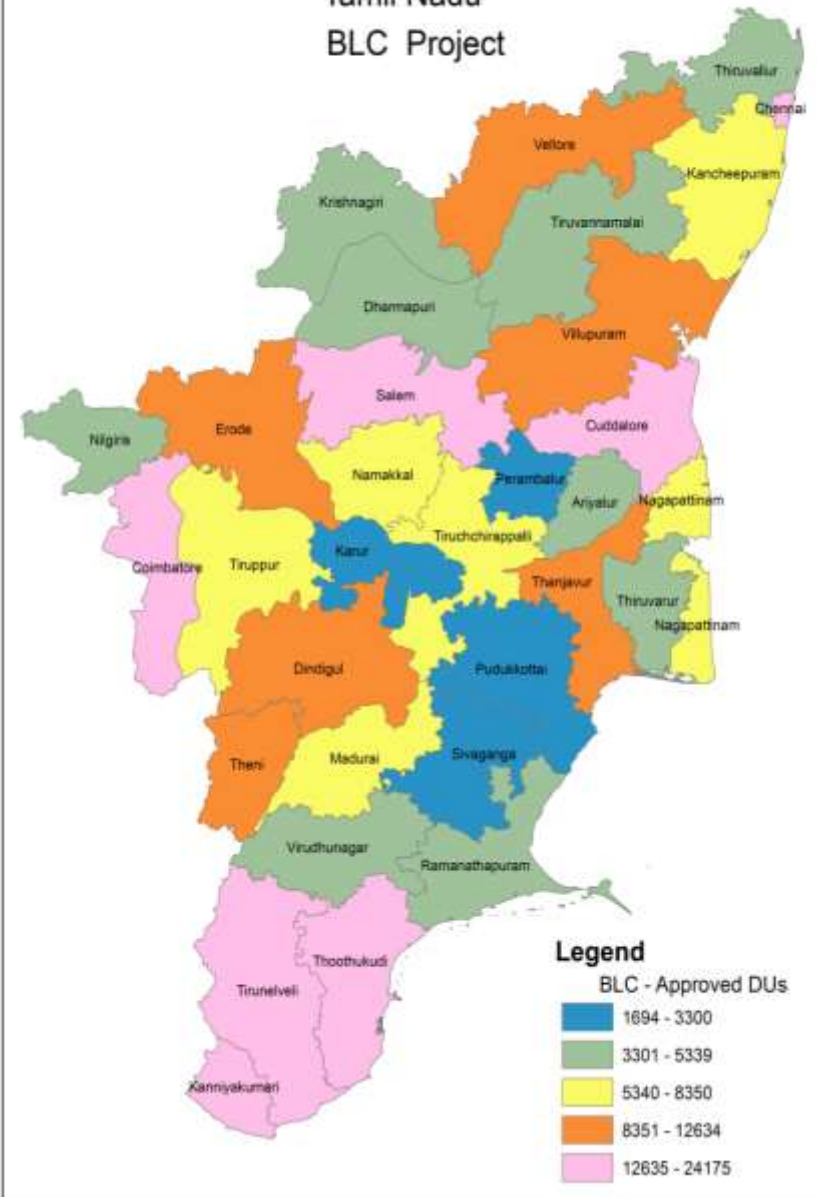 Tamil Nadu
BLC Project
Thiruvallur
Chennai
Vellore
Kancheepuram
Krishnagiri
Tiruvannamalai
Dharmapuri
Villupuram
Salem
Cuddalore
Erode
Nilgiris
Namakkal
Perambalur
Ariyalur
Nagapattinam
Tiruchchirappalli
Karur
Coimbatore
Tiruppur
Thanjavur
Thiruvarur
Nagapattinam
Dindigul
Pudukkottai
Sivaganga
Madurai
Theni
Virudhunagar
Ramanathapuram
Thoothukudi
Tirunelveli
Kanniyakumari
Legend
BLC - Approved DUs
1694 - 3300
3301 - 5339
5340 - 8350
8351 - 12634
12635 - 24175